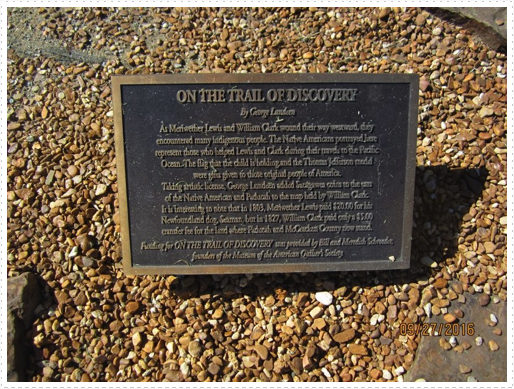 ON THE TRAIL OF DISCOVERY
by George Lundeen
As Meriwether Lewis and William Clark wound their way westward, they
encountered many indigenous people. The Native Americans portrayed here
represent those who helped Lewis and Clark during their travels to the Pacific
Ocean. The flag that the child is holding and the Thomas Jefferson medal
were gifts given to these original people of America.
Taking artistic license, George Lundeen added Sacagawea coins to the ears
of the Native American and Paducah to the map held by William Clark.
It is interesting to note that in 1803, Meriwether Lewis paid $20.00 for his
Newfoundland dog, Seaman, but in 1827, William Clark paid only a $5.00
transfer fee for the land where Paducah and McCracken County now stand.
Funding for ON THE TRAIL OF DISCOVERY was provided by Bill and Meredith Schroeder,
founders of the Museum of the American Quilter's Society
09/27/2016